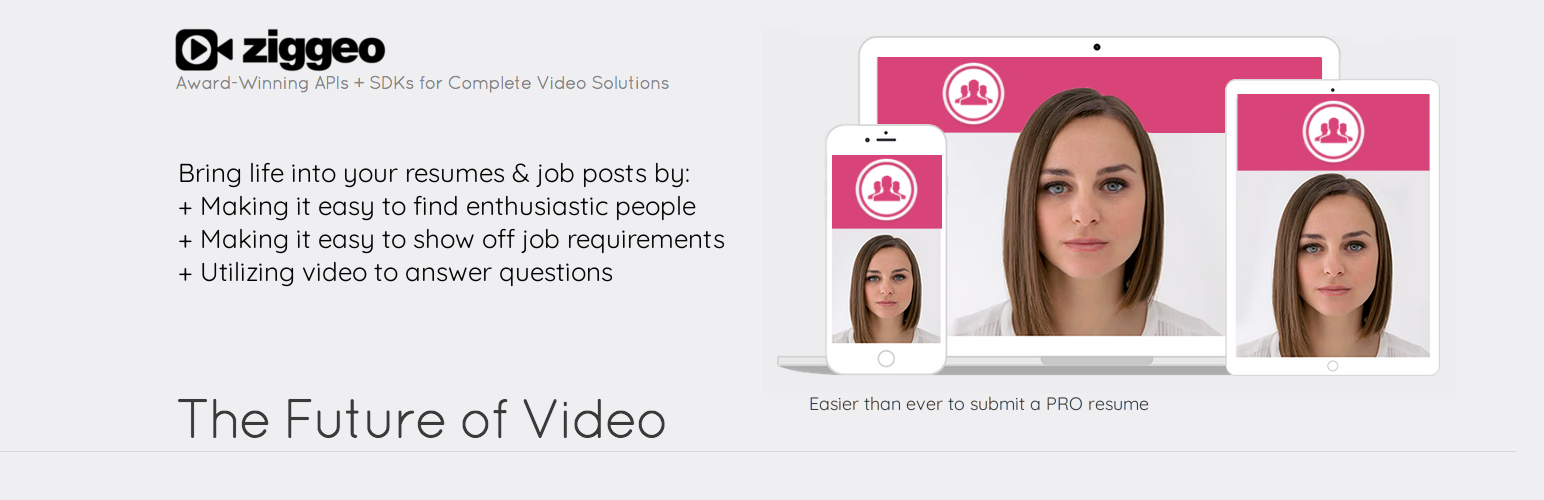 ziggeo
Award-Winning APIs + SDKs for Complete Video Solutions
Bring life into your resumes & job posts by:
+ Making it easy to find enthusiastic people
+ Making it easy to show off job requirements
+ Utilizing video to answer questions
The Future of Video
Easier than ever to submit a PRO resume